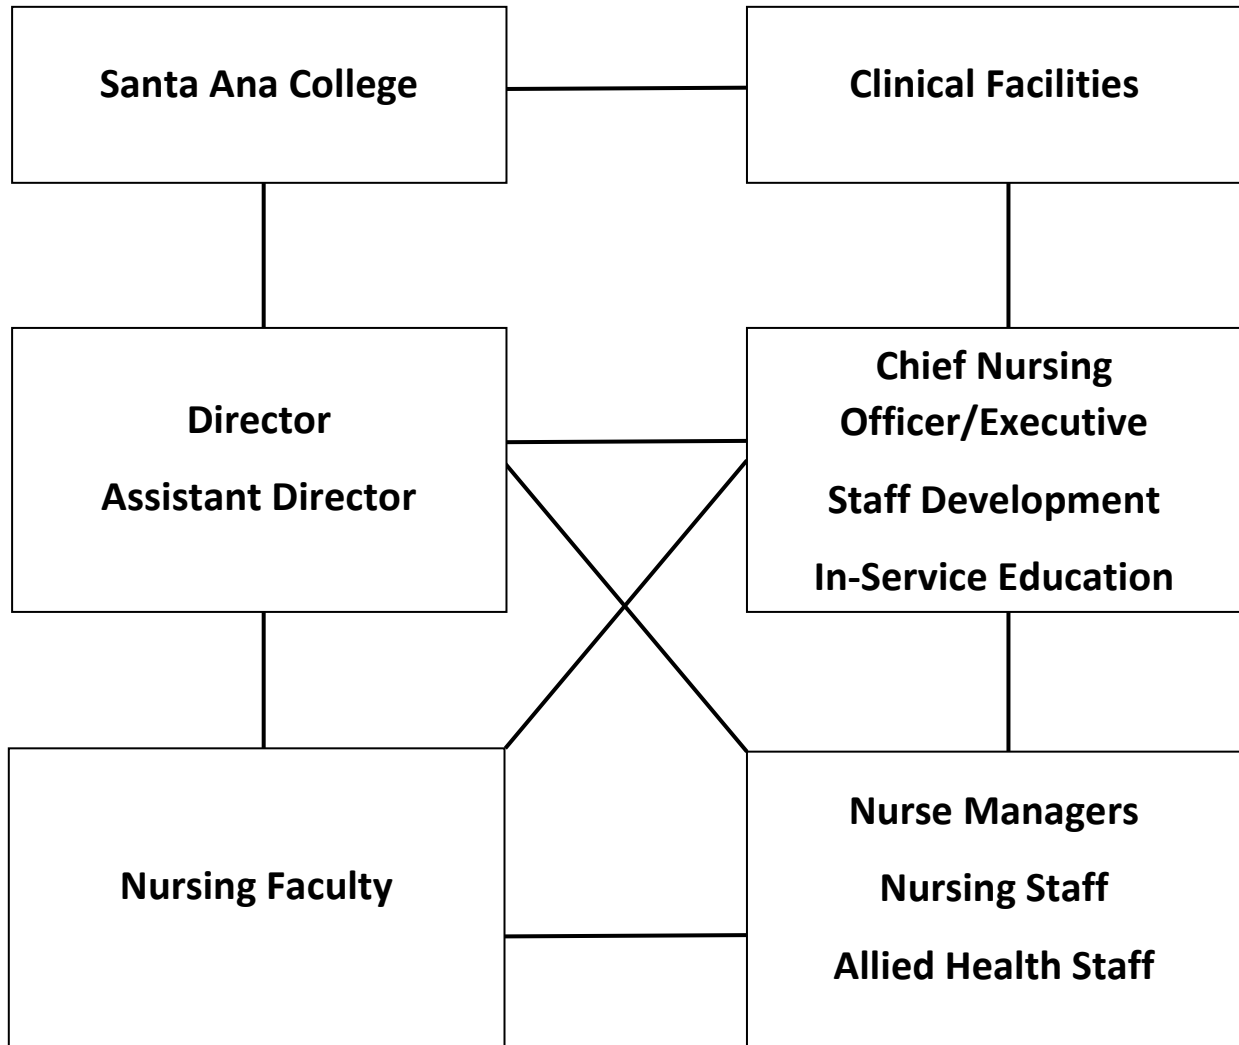 Santa Ana College
Clinical Facilities
Director
Assistant Director
Chief Nursing
Officer/Executive
Staff Development
In-Service Education
Nursing Faculty
Nurse Managers
Nursing Staff
Allied Health Staff